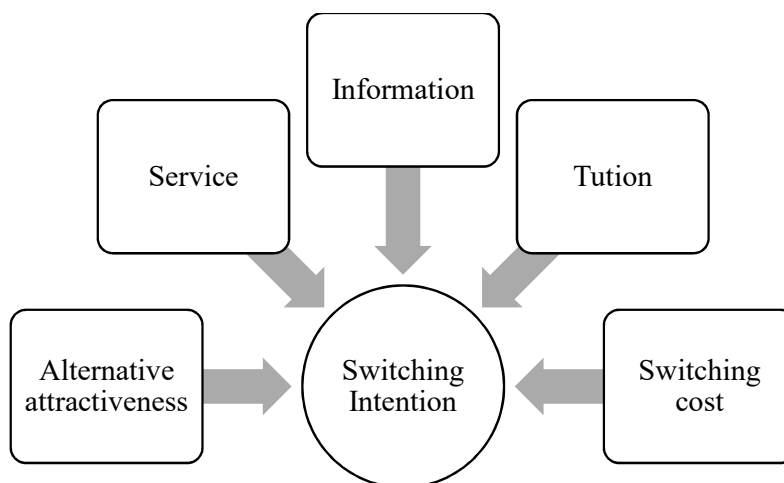 Information
Service
Tution
Alternative
attractiveness
Switching
Intention
Switching
cost